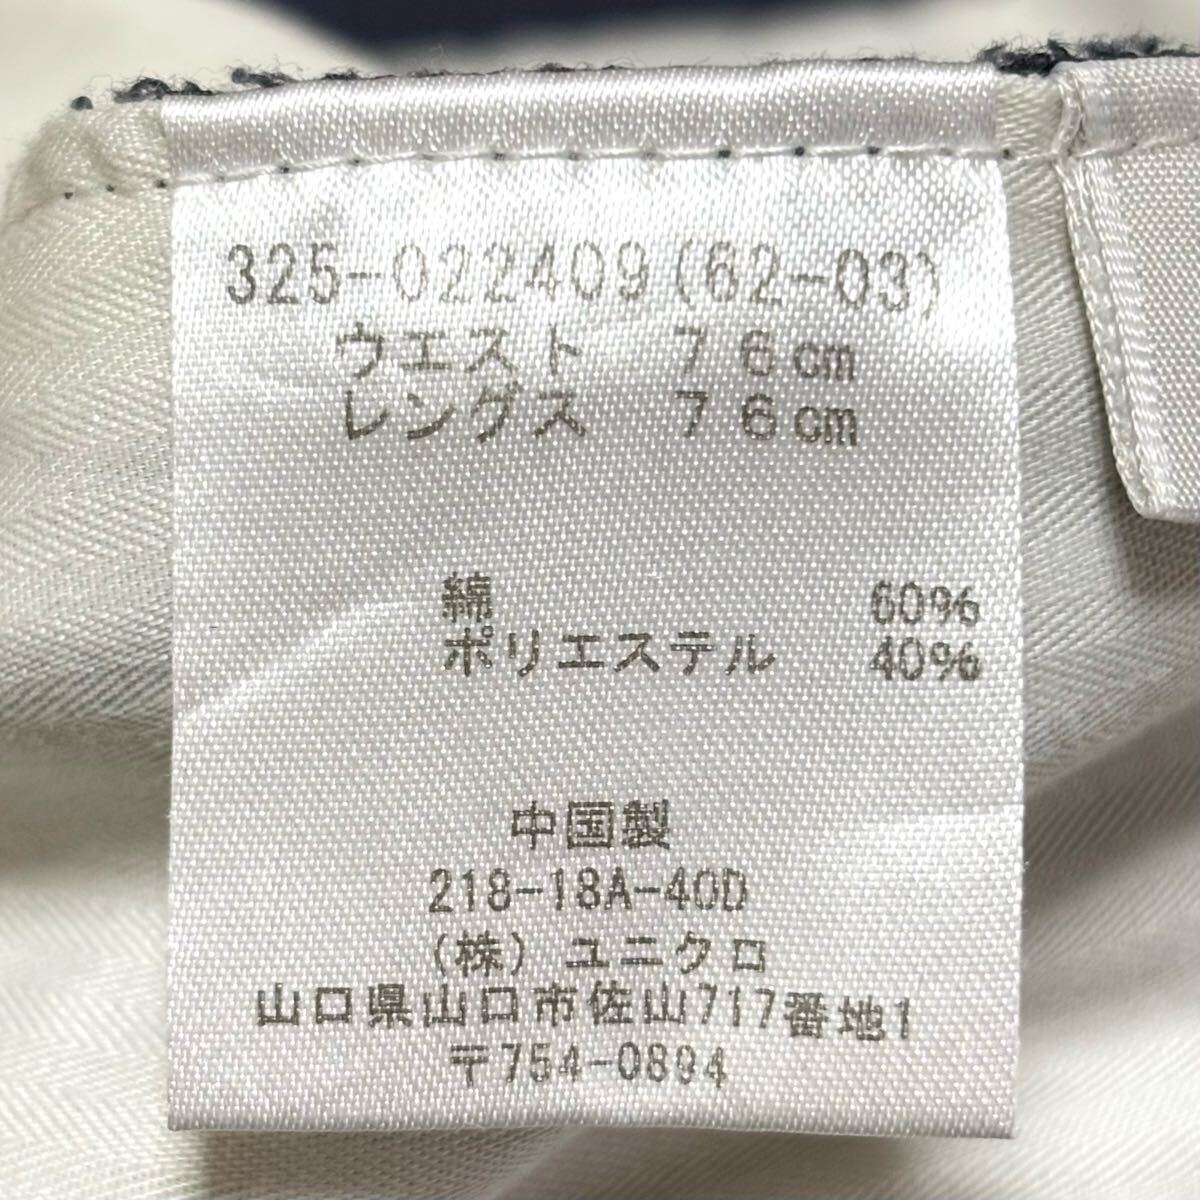 325-022409(62-03)
ウエスト　７６cm
レングス　７６cm
綿　60%
ポリエステル　40%
中国製
218-18A-40D
(株) ユニクロ
山口県山口市佐山717番地1
〒754-0894